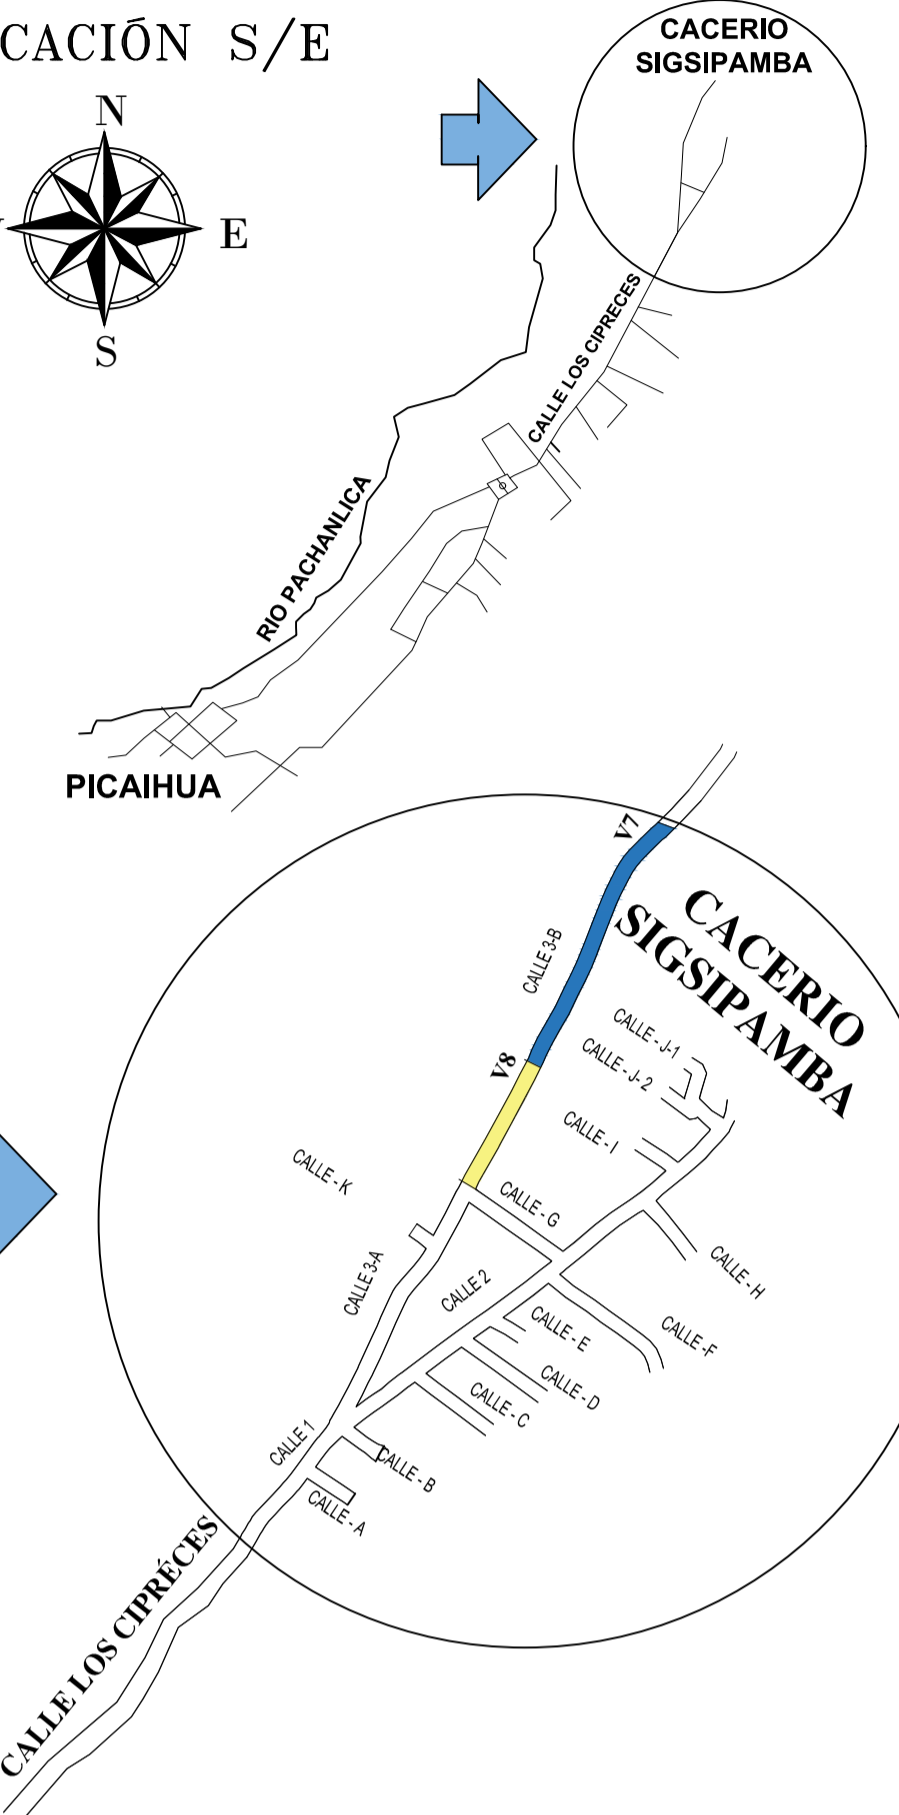 CACIÓN S/E
N
E
S
CACERIO
SIGSIPAMBA
CALLE LOS CIPRECES
RIO PACHANLICA
PICAIHUA
V7
CACERIO
SIGSIPAMBA
CALLE 3-B
V8
CALLE - J-1
CALLE - J- 2
CALLE - I
CALLE - K
CALLE - G
CALLE 3-A
CALLE 2
CALLE - H
CALLE - E
CALLE -F
CALLE - D
CALLE - C
CALLE 1
CALLE - B
CALLE - A
CALLE LOS CIPRÉCES